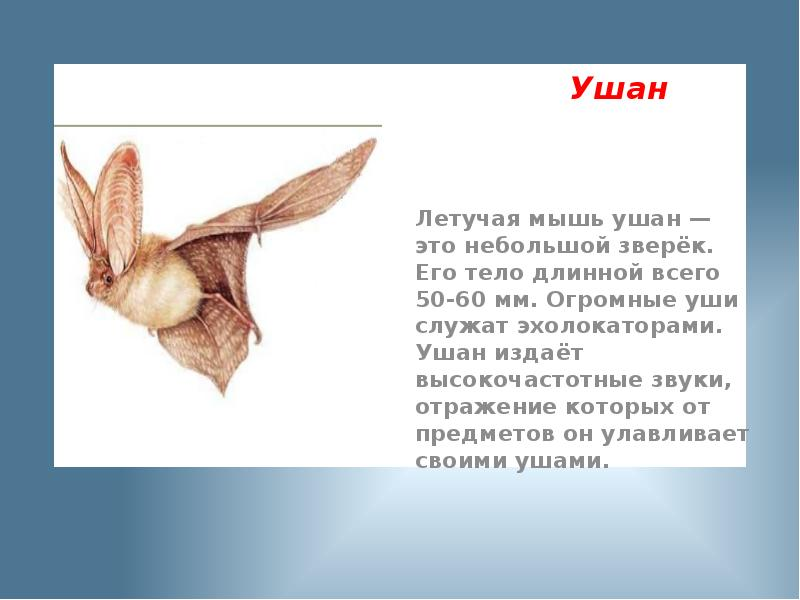 Ушан
Летучая мышь ушан —
это небольшой зверёк.
Его тело длинной всего
50-60 мм. Огромные уши
служат эхолокаторами.
Ушан издаёт
высокочастотные звуки,
отражение которых от
предметов он улавливает
своими ушами.